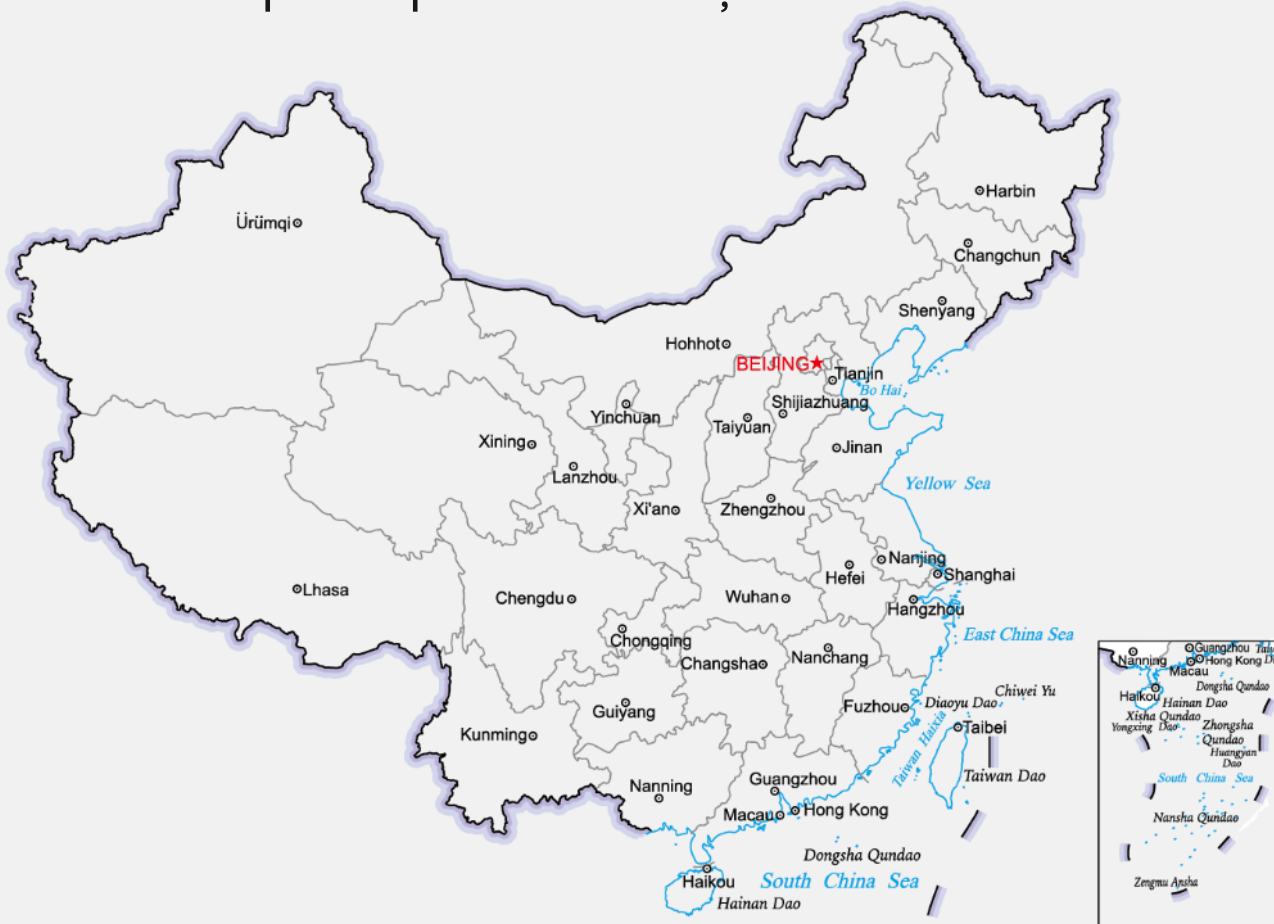 Harbin
Ürümqi
Changchun
Shenyang
Hohhot
BEIJING
Tianjin
Bo Hai
Shijiazhuang
Yinchuan
Taiyuan
Xining
Jinan
Lanzhou
Yellow Sea
Xi'an
Zhengzhou
Nanjing
Hefei
Shanghai
Lhasa
Chengdu
Wuhan
Hangzhou
East China Sea
Chongqing
Changsha
Nanchang
Chiwei Yu
Guiyang
Fuzhou
Diaoyu Dao
Kunming
Taibei
Taiwan Haixia
Taiwan Dao
Nanning
Guangzhou
Macau
Hong Kong
Dongsha Qundao
Haikou
South China Sea
Hainan Dao
Guangzhou
Nanning
Hong Kong
Macau
Dongsha Qundao
Haikou
Hainan Dao
Xisha Qundao
Yongxing Dao
Zhongsha
Qundao
Huangyan
Dao
South China Sea
Nansha Qundao
Zengmu Ansha